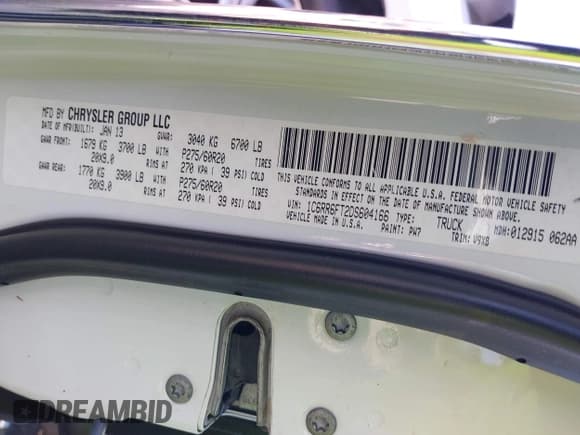 MFD BY CHRYSLER GROUP LLC
DATE OF MFR(BUILT): JAN 13 GVWR: 3040 KG 6700 LB
GAWR FRONT: 1679 KG 3700 LB WITH P275/60R20 TIRES
20X9.0 RIMS AT 270 KPA ( 39 PSI) COLD
GAWR REAR: 1770 KG 3900 LB WITH P275/60R20 TIRES
20X9.0 RIMS AT 270 KPA ( 39 PSI) COLD
THIS VEHICLE CONFORMS TO ALL APPLICABLE U.S.A. FEDERAL MOTOR VEHICLE SAFETY
STANDARDS IN EFFECT ON THE DATE OF MANUFACTURE SHOWN ABOVE.
VIN: 1C6RR6FT2DS604166 TYPE: TRUCK MDH: 012915 062AA
VEHICLE MADE IN U.S.A. PAINT: PW7 TRIM: V9X8
DREAMBID